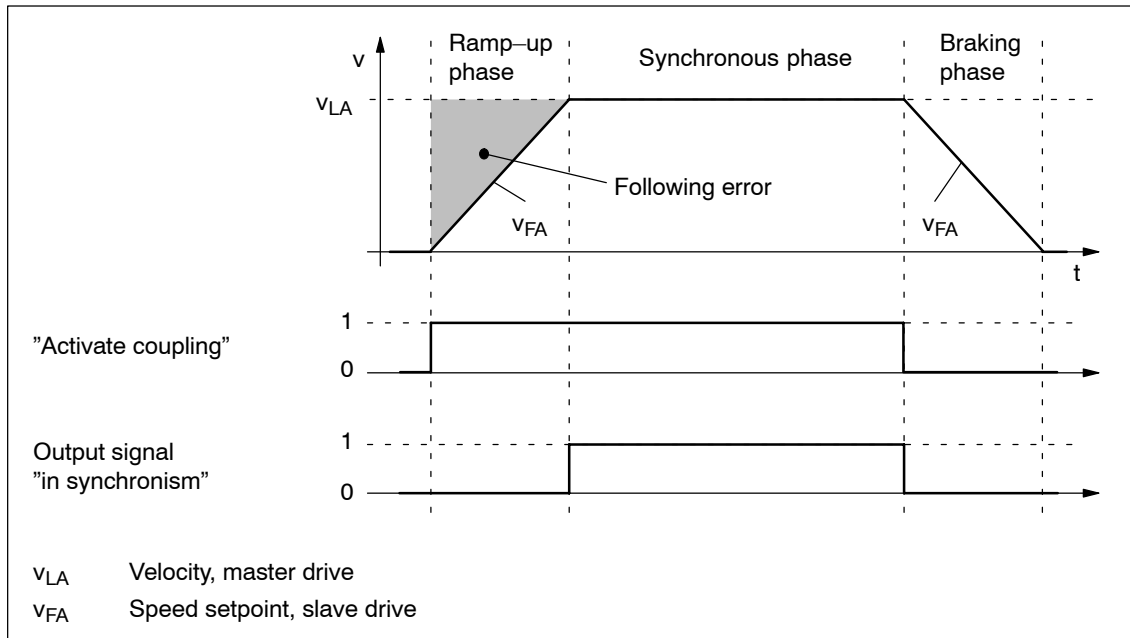 Ramp–up
phase
Synchronous phase
Braking
phase
v
vLA
Following error
vFA
vFA
t
"Activate coupling"
1
0
Output signal
"in synchronism"
1
0
vLA Velocity, master drive
vFA Speed setpoint, slave drive